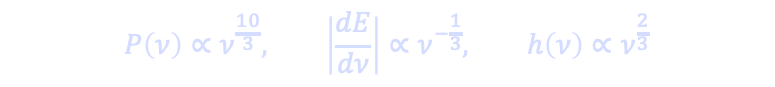 P(ν) ∝ ν^{10/3}, |dE/dν| ∝ ν^{-1/3}, h(ν) ∝ ν^{2/3}